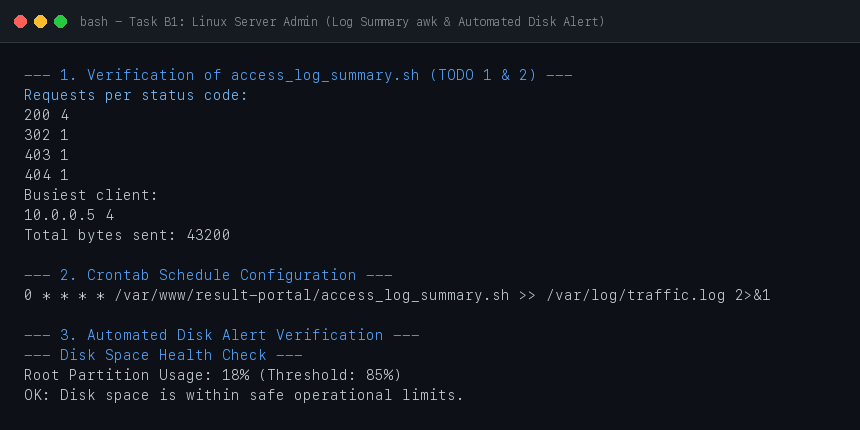 bash — Task B1: Linux Server Admin (Log Summary awk & Automated Disk Alert)
--- 1. Verification of access_log_summary.sh (TODO 1 & 2) ---
Requests per status code:
200 4
302 1
403 1
404 1
Busiest client:
10.0.0.5 4
Total bytes sent: 43200
--- 2. Crontab Schedule Configuration ---
0 * * * * /var/www/result-portal/access_log_summary.sh >> /var/log/traffic.log 2>&1
--- 3. Automated Disk Alert Verification ---
--- Disk Space Health Check ---
Root Partition Usage: 18% (Threshold: 85%)
OK: Disk space is within safe operational limits.